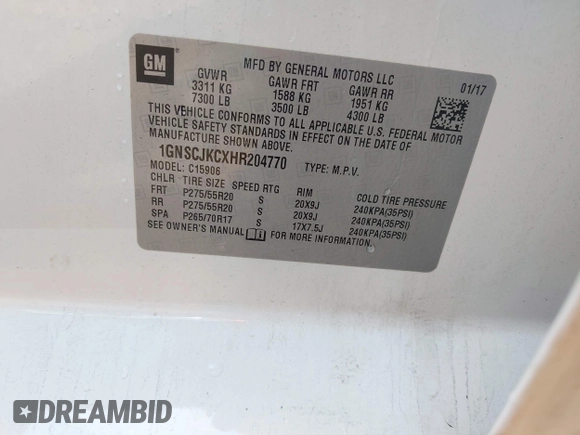 GM
MFD BY GENERAL MOTORS LLC
01/17
GVWR GAWR FRT GAWR RR
3311 KG 1588 KG 1951 KG
7300 LB 3500 LB 4300 LB
THIS VEHICLE CONFORMS TO ALL APPLICABLE U.S. FEDERAL MOTOR
VEHICLE SAFETY STANDARDS IN EFFECT ON THE DATE OF
MANUFACTURE SHOWN ABOVE.
1GNSCJKCXHR204770 TYPE: M.P.V.
MODEL: C15906
CHLR TIRE SIZE SPEED RTG RIM COLD TIRE PRESSURE
FRT P275/55R20 S 20X9J 240KPA(35PSI)
RR P275/55R20 S 20X9J 240KPA(35PSI)
SPA P265/70R17 S 17X7.5J 240KPA(35PSI)
SEE OWNER'S MANUAL FOR MORE INFORMATION.
DREAMBID